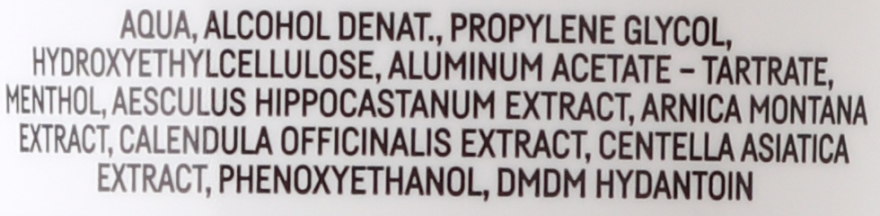 AQUA, ALCOHOL DENAT., PROPYLENE GLYCOL,
HYDROXYETHYLCELLULOSE, ALUMINUM ACETATE – TARTRATE,
MENTHOL, AESCULUS HIPPOCASTANUM EXTRACT, ARNICA MONTANA
EXTRACT, CALENDULA OFFICINALIS EXTRACT, CENTELLA ASIATICA
EXTRACT, PHENOXYETHANOL, DMDM HYDANTOIN